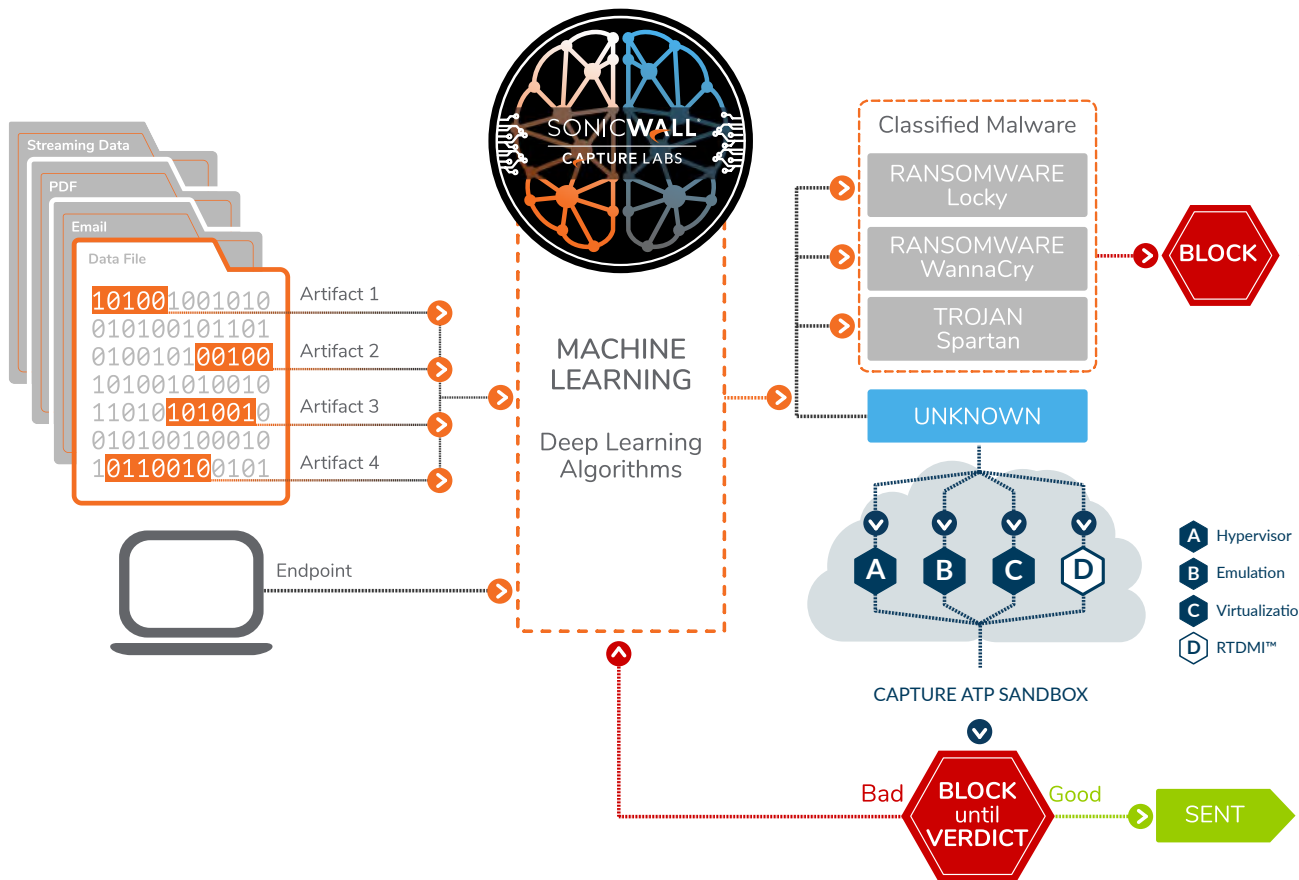 SONICWALL
CAPTURE LABS
Streaming Data
PDF
Email
Data File
101001001010
010100101101
010010100100
101001010010
110101010010
010100100010
101100100101
Artifact 1
Artifact 2
Artifact 3
Artifact 4
Endpoint
MACHINE
LEARNING
Deep Learning
Algorithms
Classified Malware
RANSOMWARE
Locky
RANSOMWARE
WannaCry
TROJAN
Spartan
BLOCK
UNKNOWN
A
B
C
D
A Hypervisor
B Emulation
C Virtualizatio
D RTDMI™
CAPTURE ATP SANDBOX
Bad
BLOCK
until
VERDICT
Good
SENT